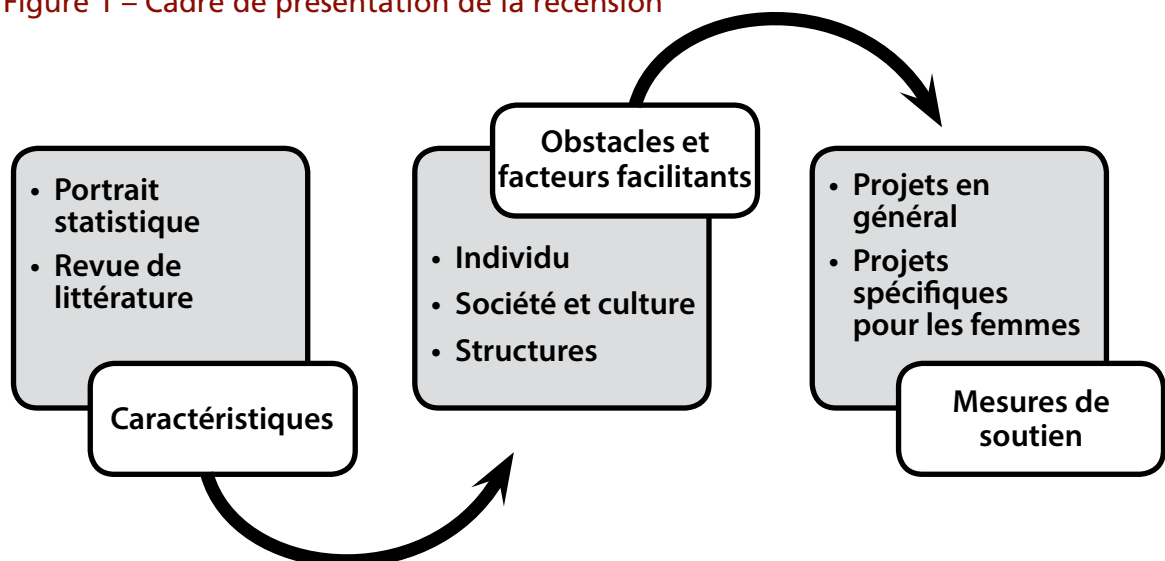 Figure 1 – Cadre de présentation de la recension
• Portrait
statistique
• Revue de
littérature
Caractéristiques
Obstacles et
facteurs facilitants
• Individu
• Société et culture
• Structures
• Projets en
général
• Projets
spécifiques
pour les femmes
Mesures de
soutien